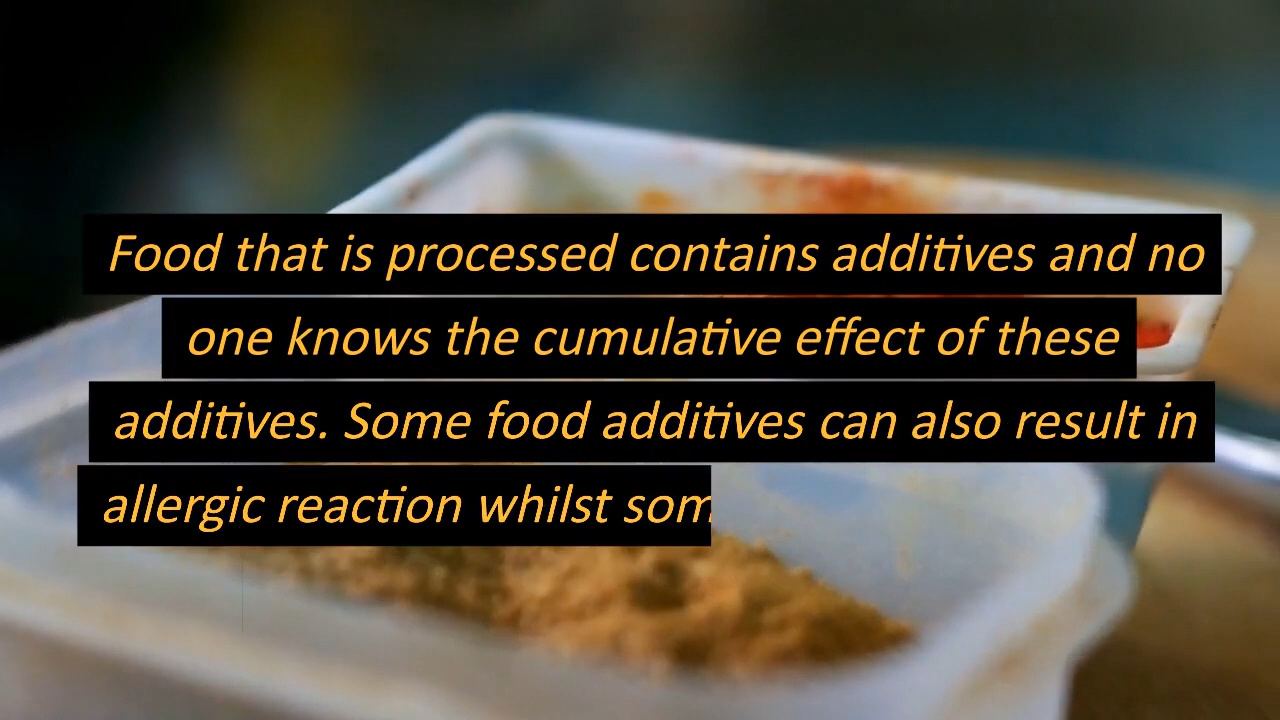 Food that is processed contains additives and no
one knows the cumulative effect of these
additives. Some food additives can also result in
allergic reaction whilst som